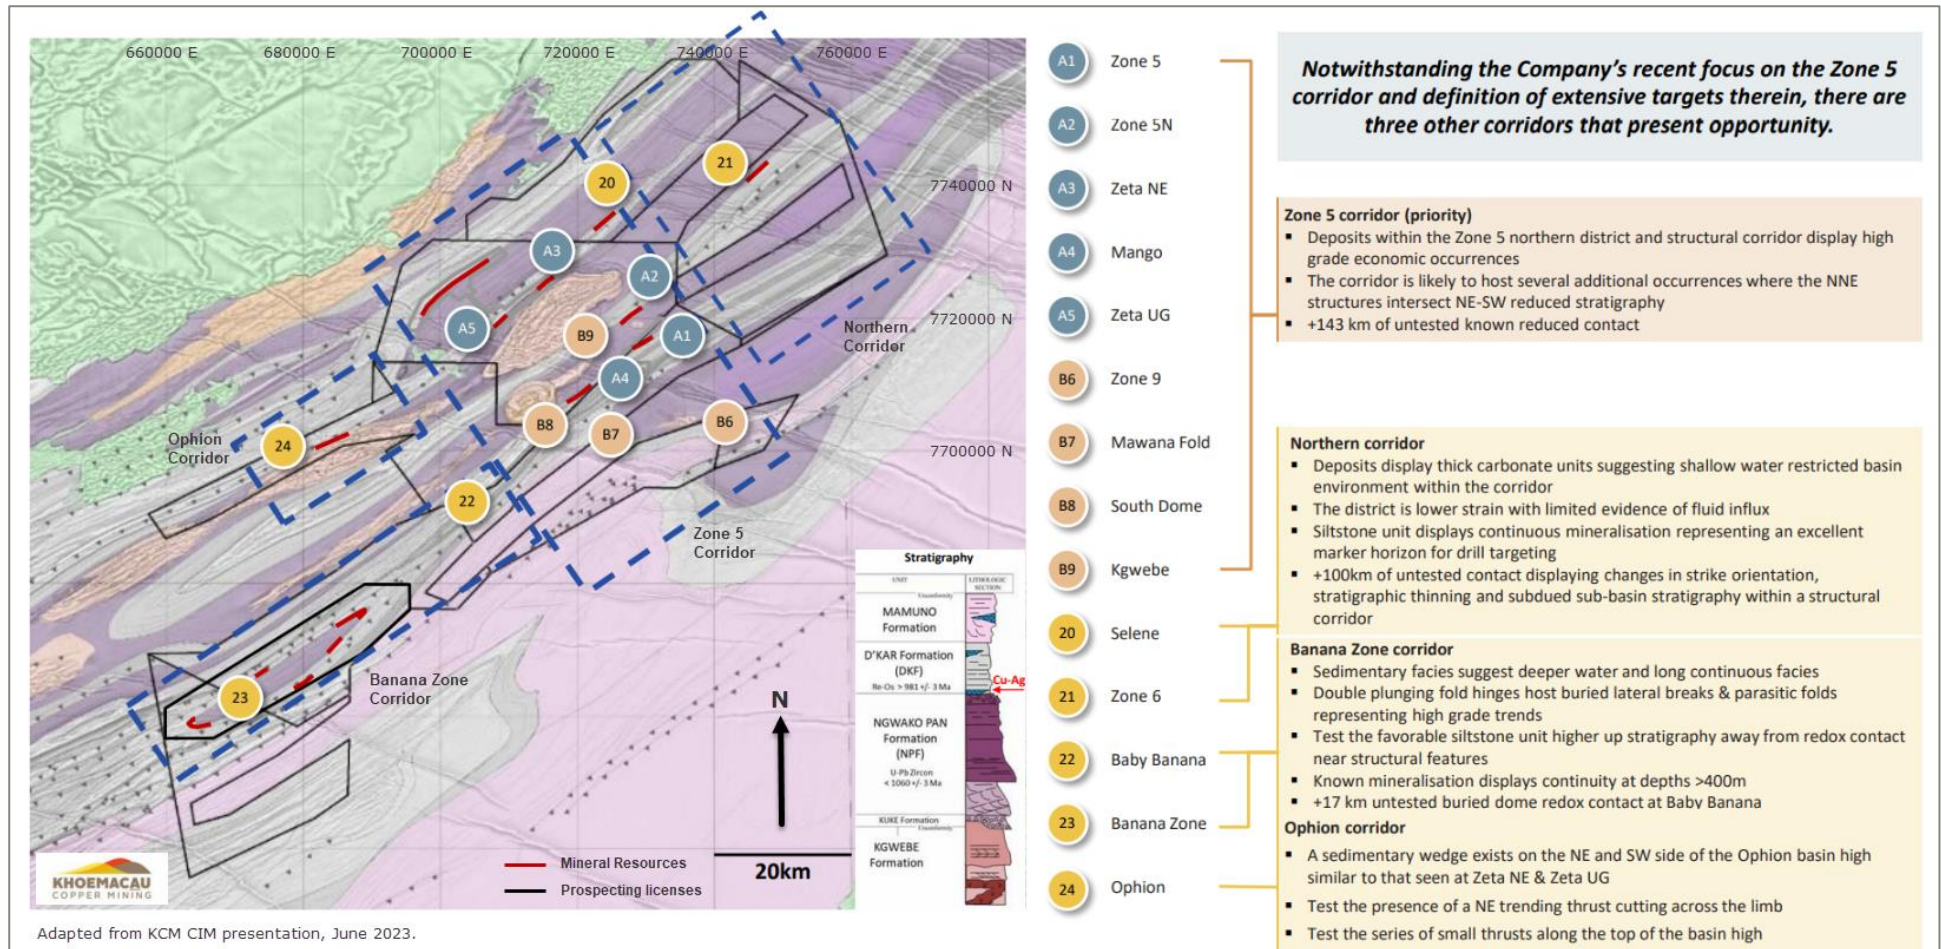 660000 E 680000 E 700000 E 720000 E 740000 E 760000 E
21
20
7740000 N
A3
A2
7720000 N
A5
B9
A1
Northern
Corridor
A4
Ophion
Corridor
24
B8
B7
B6
7700000 N
22
Zone 5
Corridor
Banana Zone
Corridor
23
N
20km
Mineral Resources
Prospecting licenses
KHOEMACAU
COPPER MINING
Stratigraphy
UNIT
LITHOLOGIC
SECTION
Unconformity
MAMUNO
Formation
D'KAR Formation
(DKF)
Re-Os > 981 +/- 3 Ma
Cu-Ag
NGWAKO PAN
Formation
(NPF)
U-Pb Zircon
< 1060 +/- 3 Ma
KUKE Formation
Unconformity
KGWEBE
Formation
Adapted from KCM CIM presentation, June 2023.
A1 Zone 5
A2 Zone 5N
A3 Zeta NE
A4 Mango
A5 Zeta UG
B6 Zone 9
B7 Mawana Fold
B8 South Dome
B9 Kgwebe
20 Selene
21 Zone 6
22 Baby Banana
23 Banana Zone
24 Ophion
Notwithstanding the Company's recent focus on the Zone 5
corridor and definition of extensive targets therein, there are
three other corridors that present opportunity.
Zone 5 corridor (priority)
▪ Deposits within the Zone 5 northern district and structural corridor display high
grade economic occurrences
▪ The corridor is likely to host several additional occurrences where the NNE
structures intersect NE-SW reduced stratigraphy
▪ +143 km of untested known reduced contact
Northern corridor
▪ Deposits display thick carbonate units suggesting shallow water restricted basin
environment within the corridor
▪ The district is lower strain with limited evidence of fluid influx
▪ Siltstone unit displays continuous mineralisation representing an excellent
marker horizon for drill targeting
▪ +100km of untested contact displaying changes in strike orientation,
stratigraphic thinning and subdued sub-basin stratigraphy within a structural
corridor
Banana Zone corridor
▪ Sedimentary facies suggest deeper water and long continuous facies
▪ Double plunging fold hinges host buried lateral breaks & parasitic folds
representing high grade trends
▪ Test the favorable siltstone unit higher up stratigraphy away from redox contact
near structural features
▪ Known mineralisation displays continuity at depths >400m
▪ +17 km untested buried dome redox contact at Baby Banana
Ophion corridor
▪ A sedimentary wedge exists on the NE and SW side of the Ophion basin high
similar to that seen at Zeta NE & Zeta UG
▪ Test the presence of a NE trending thrust cutting across the limb
▪ Test the series of small thrusts along the top of the basin high